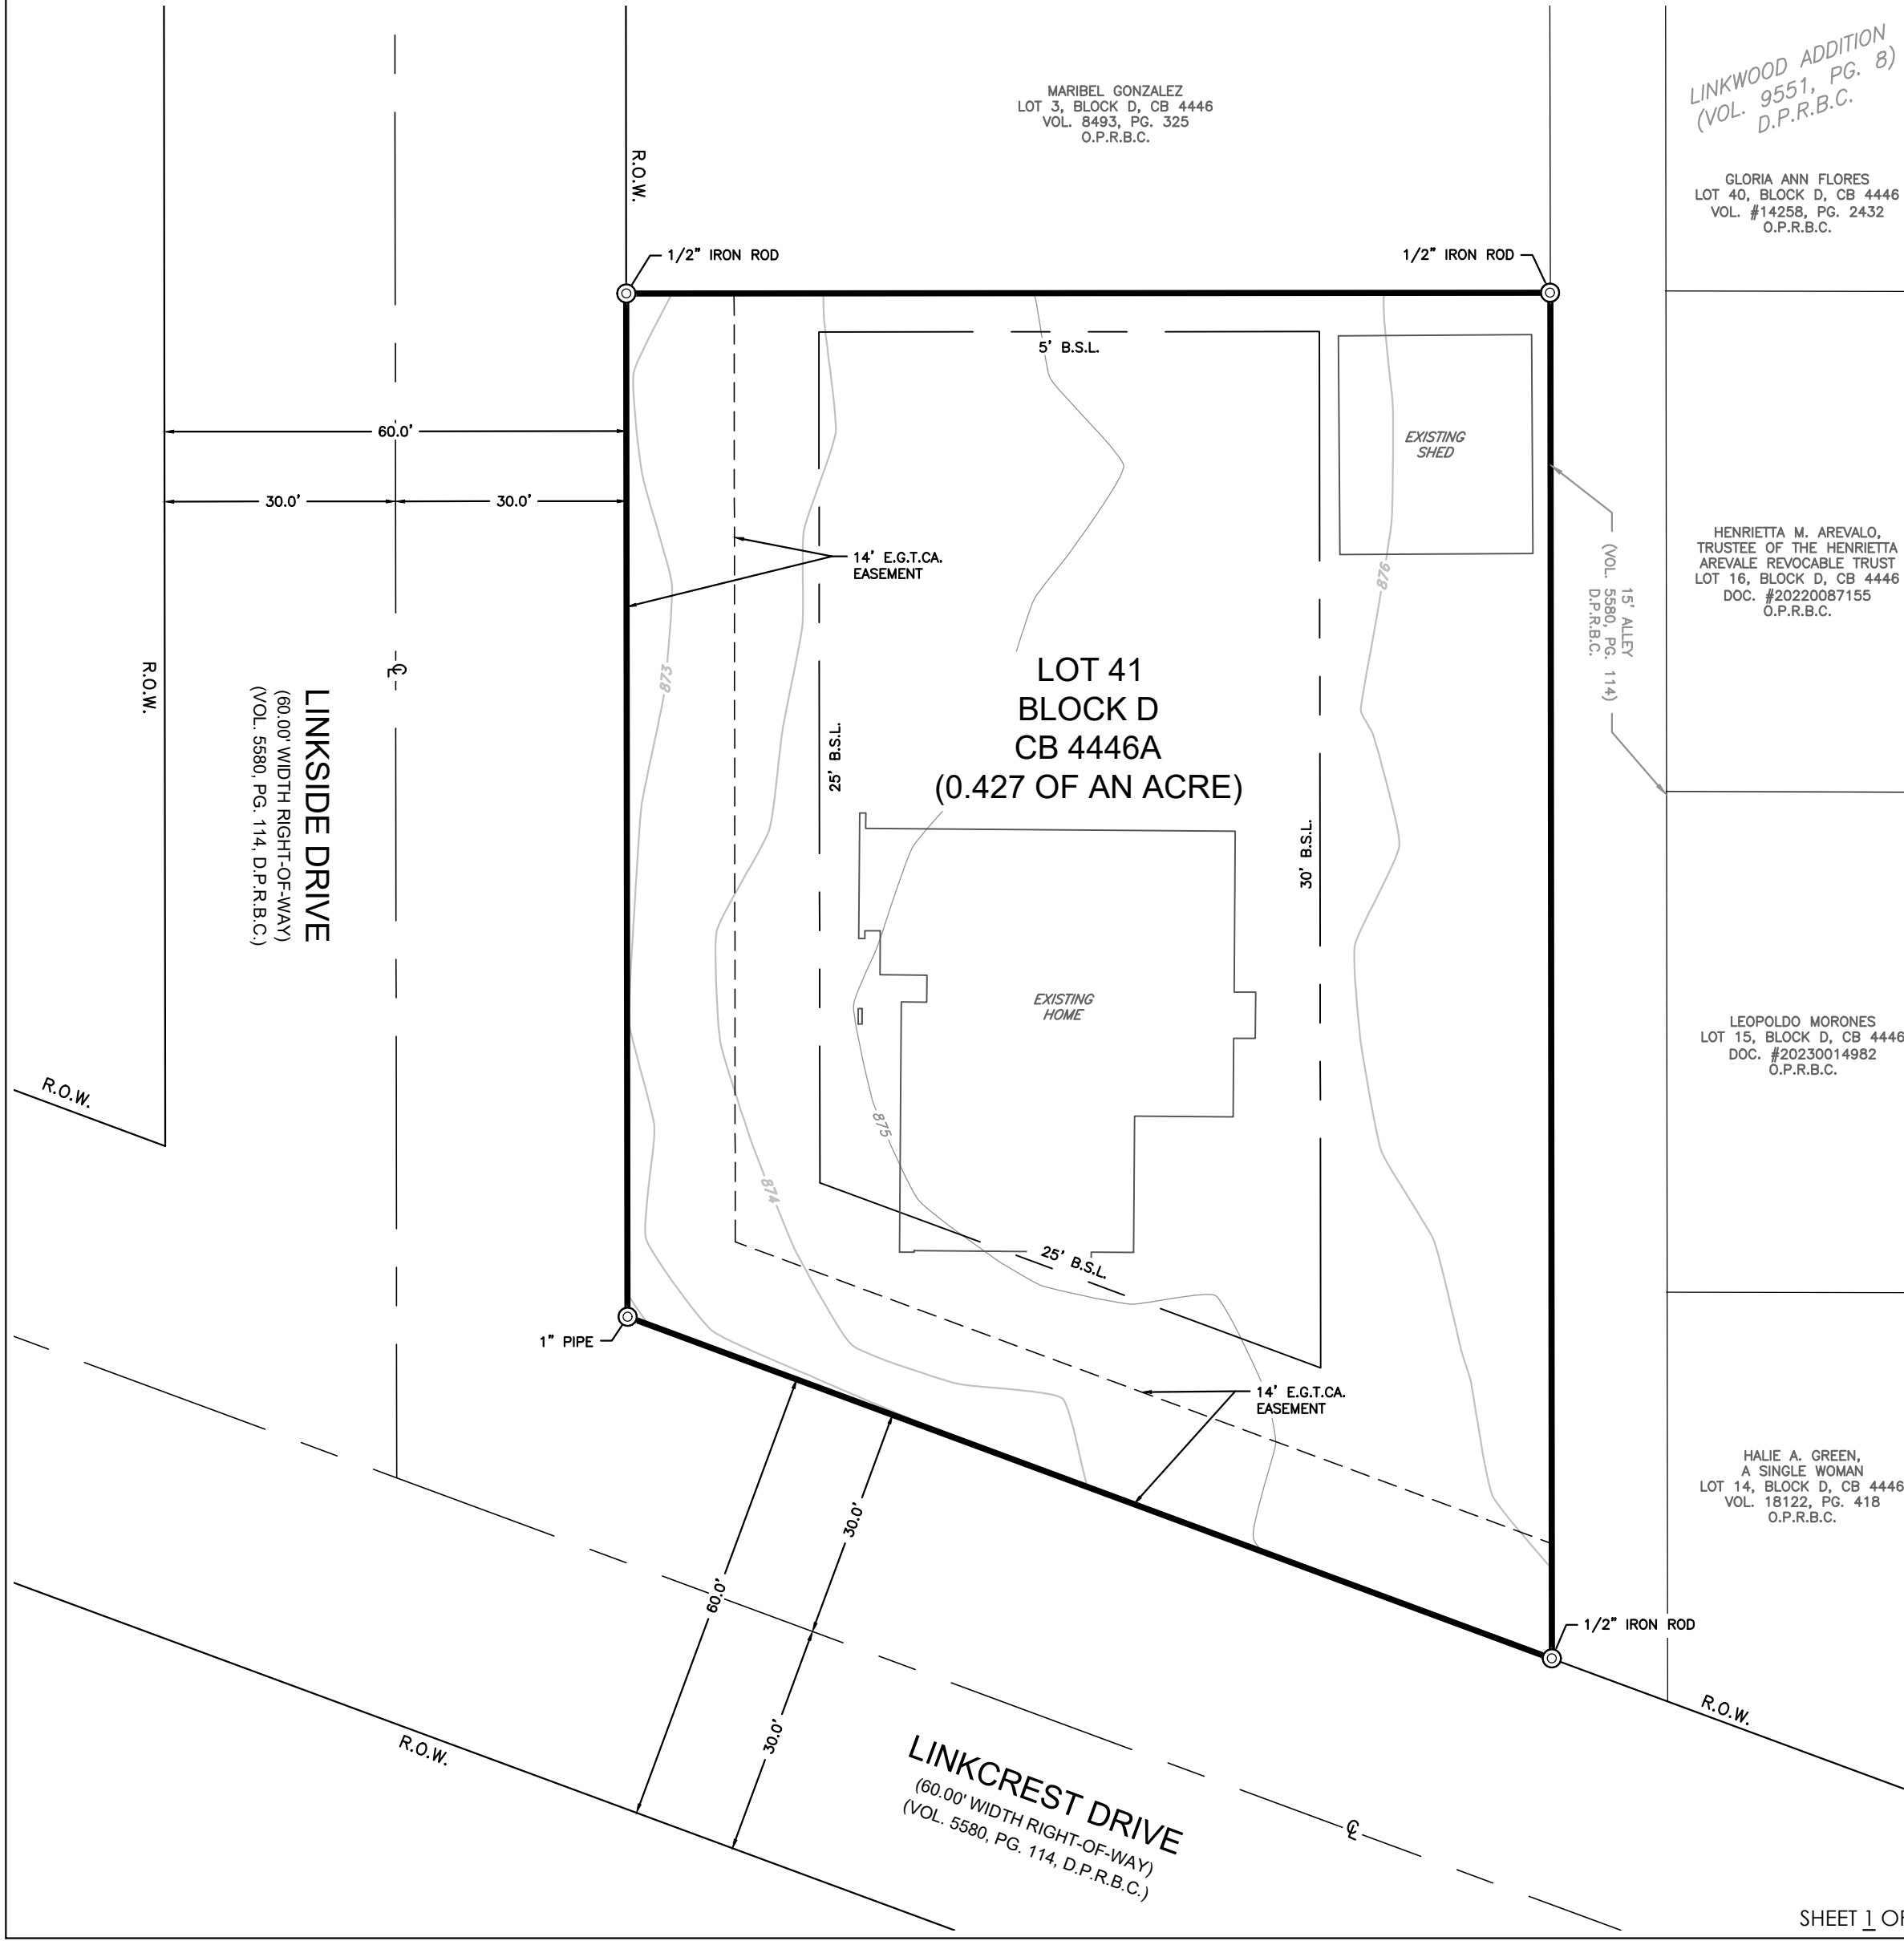 LINKWOOD ADDITION
(VOL. 9551, PG. 8)
D.P.R.B.C.
MARIBEL GONZALEZ
LOT 3, BLOCK D, CB 4446
VOL. 8493, PG. 325
O.P.R.B.C.
R.O.W.
GLORIA ANN FLORES
LOT 40, BLOCK D, CB 4446
VOL. #14258, PG. 2432
O.P.R.B.C.
1/2" IRON ROD
1/2" IRON ROD
5' B.S.L.
60.0'
EXISTING
SHED
30.0'
30.0'
14' E.G.T.CA.
EASEMENT
876
15' ALLEY
(VOL. 5580, PG. 114)
D.P.R.B.C.
HENRIETTA M. AREVALO,
TRUSTEE OF THE HENRIETTA
AREVALE REVOCABLE TRUST
LOT 16, BLOCK D, CB 4446
DOC. #20220087155
O.P.R.B.C.
R.O.W.
℄
873
LOT 41
BLOCK D
CB 4446A
(0.427 OF AN ACRE)
25' B.S.L.
30' B.S.L.
LINKSIDE DRIVE
(60.00' WIDTH RIGHT-OF-WAY)
(VOL. 5580, PG. 114, D.P.R.B.C.)
EXISTING
HOME
LEOPOLDO MORONES
LOT 15, BLOCK D, CB 4446
DOC. #20230014982
O.P.R.B.C.
R.O.W.
875
874
25' B.S.L.
1" PIPE
14' E.G.T.CA.
EASEMENT
HALIE A. GREEN,
A SINGLE WOMAN
LOT 14, BLOCK D, CB 4446
VOL. 18122, PG. 418
O.P.R.B.C.
30.0'
60.0'
1/2" IRON ROD
30.0'
R.O.W.
R.O.W.
LINKCREST DRIVE
(60.00' WIDTH RIGHT-OF-WAY)
(VOL. 5580, PG. 114, D.P.R.B.C.)
℄
SHEET 1 OF